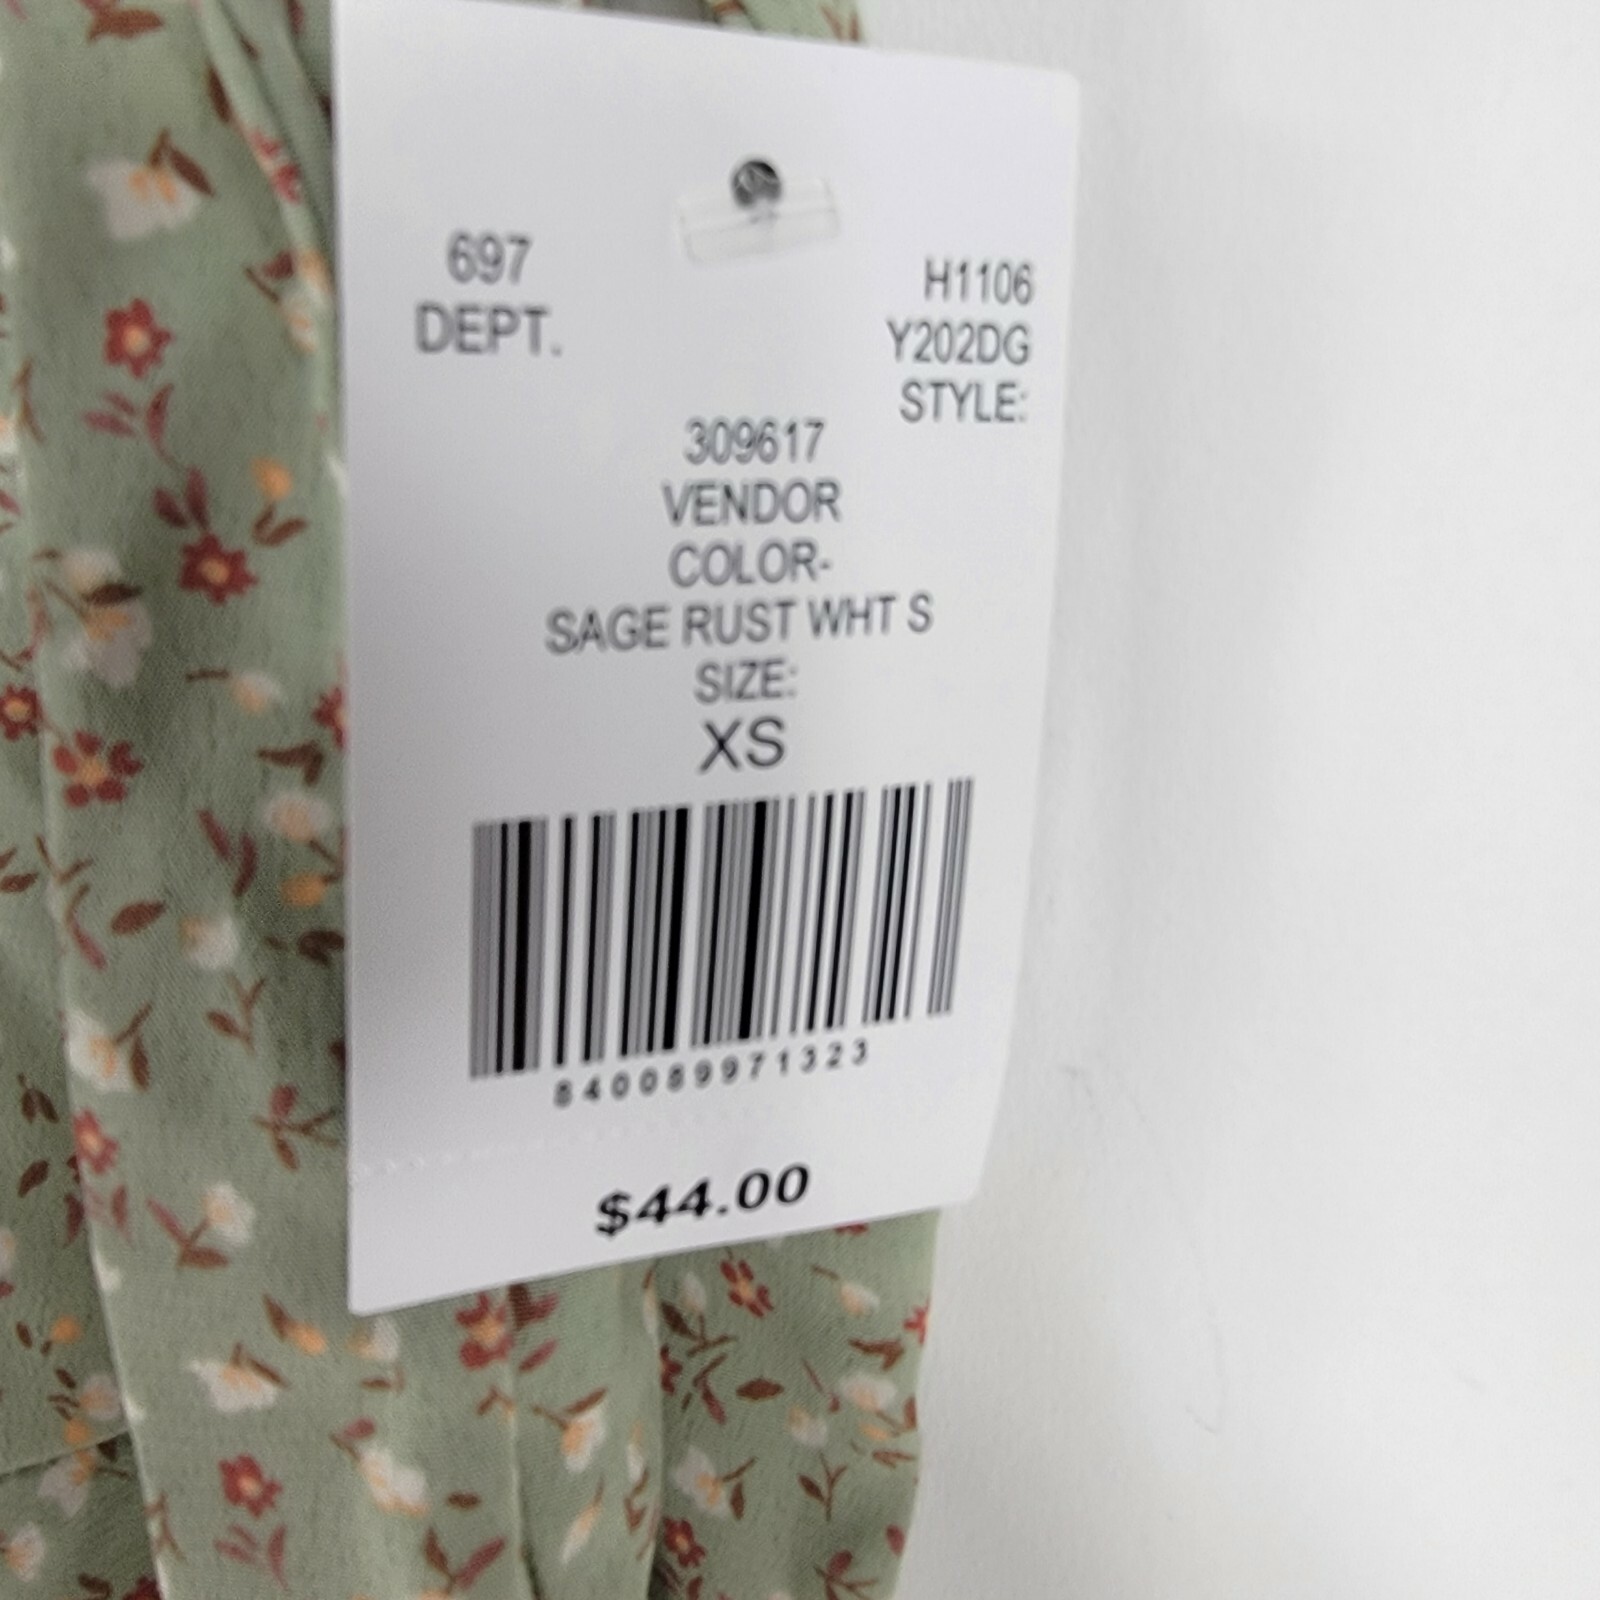 697
DEPT.
H1106
Y202DG
STYLE:
309617
VENDOR
COLOR-
SAGE RUST WHT S
SIZE:
XS
840089971323
$44.00